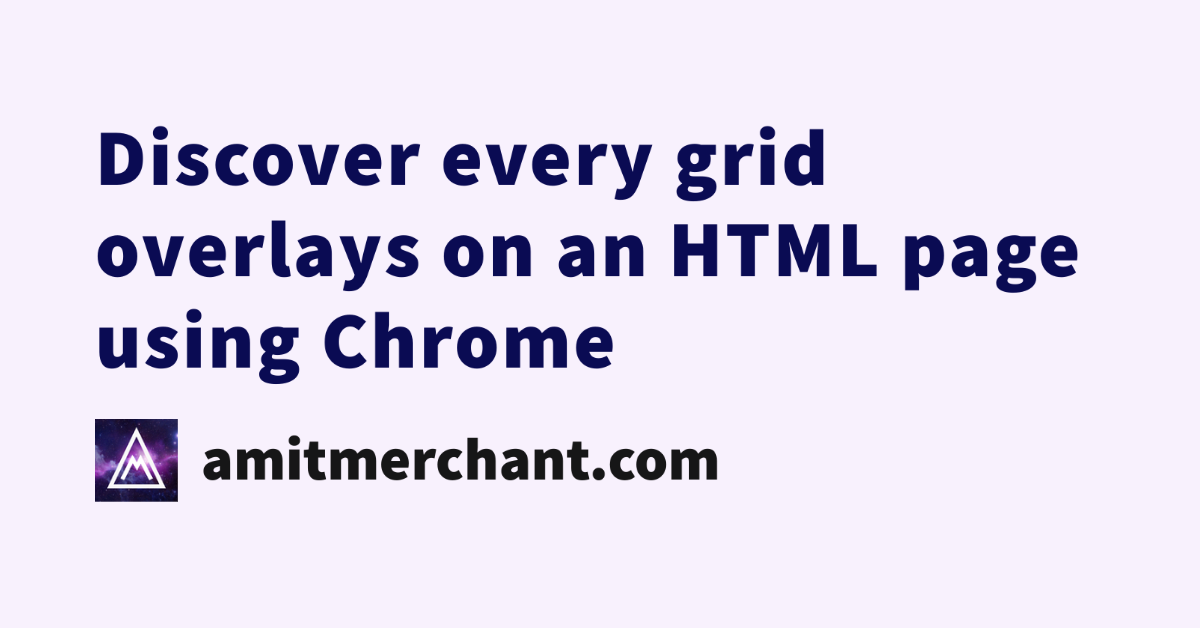 Discover every grid
overlays on an HTML page
using Chrome
amitmerchant.com